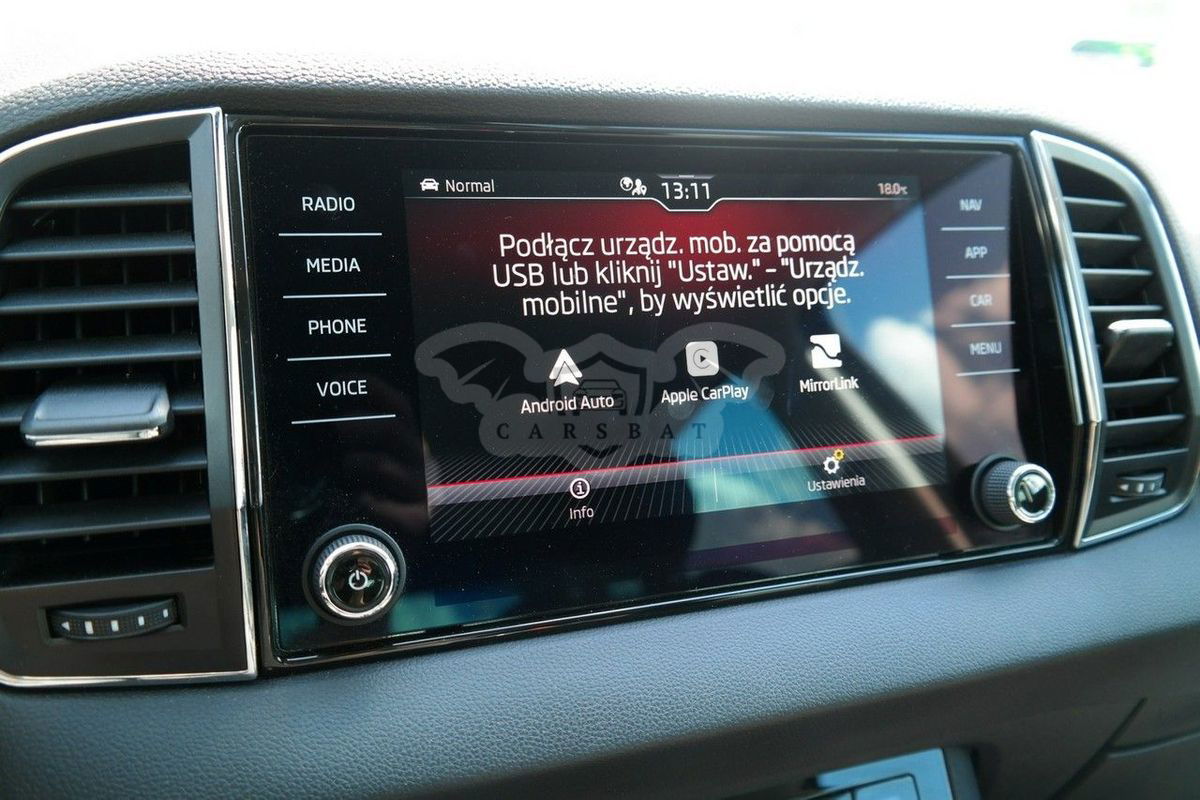 RADIO
MEDIA
PHONE
VOICE
Normal
13:11
18.0°C
Podłącz urządz. mob. za pomocą
USB lub kliknij "Ustaw." - "Urządz.
mobilne", by wyświetlić opcje.
Android Auto
Apple CarPlay
MirrorLink
CARSBAT
Info
Ustawienia
NAV
APP
CAR
MENU